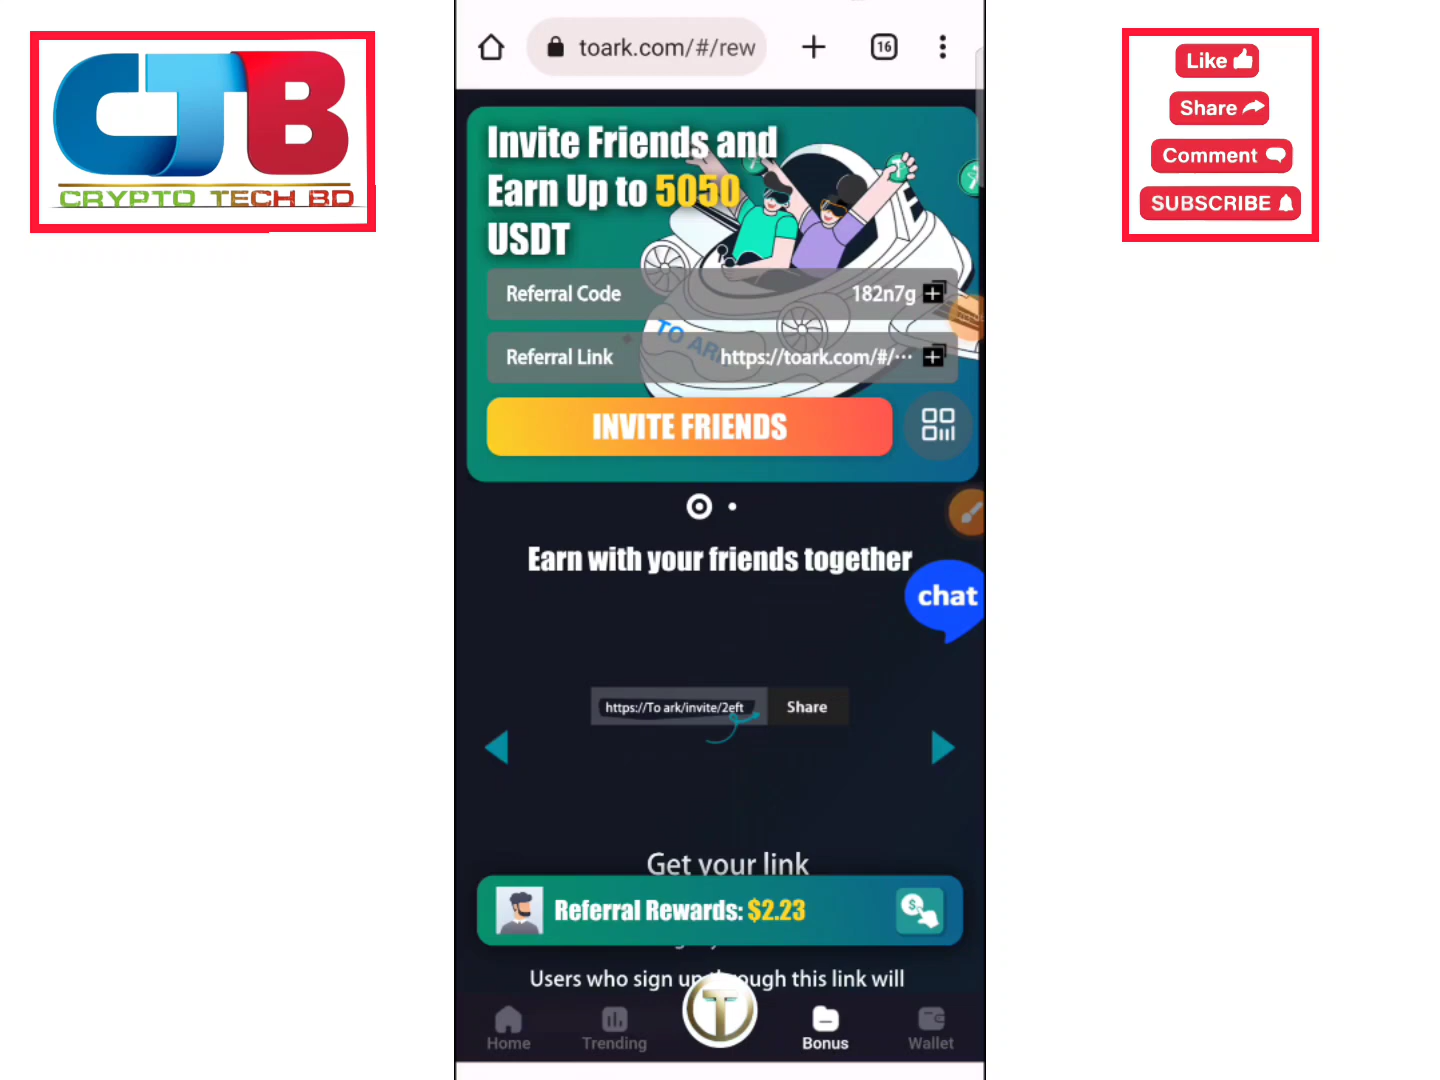 CTB
CRYPTO TECH BD
toark.com/#/rew
16
Like
Share
Comment
SUBSCRIBE
Invite Friends and
Earn Up to 5050
USDT
Referral Code 182n7g
TO AR
Referral Link https://toark.com/#/···
INVITE FRIENDS
Earn with your friends together
chat
https://To ark/invite/2eft Share
Get your link
Referral Rewards: $2.23
Users who sign up through this link will
Home Trending Bonus Wallet